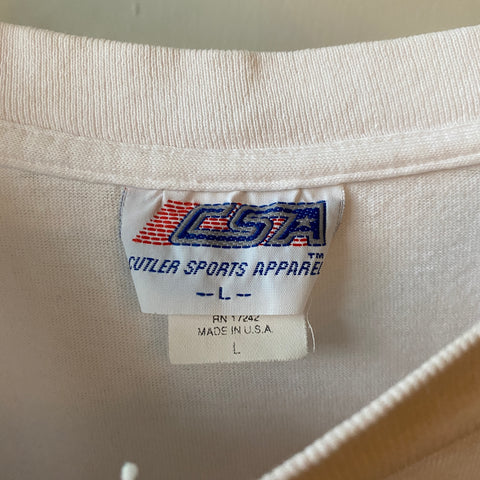 CSA
TM
CUTLER SPORTS APPAREL
-- L --
RN 17242
MADE IN U.S.A.
L